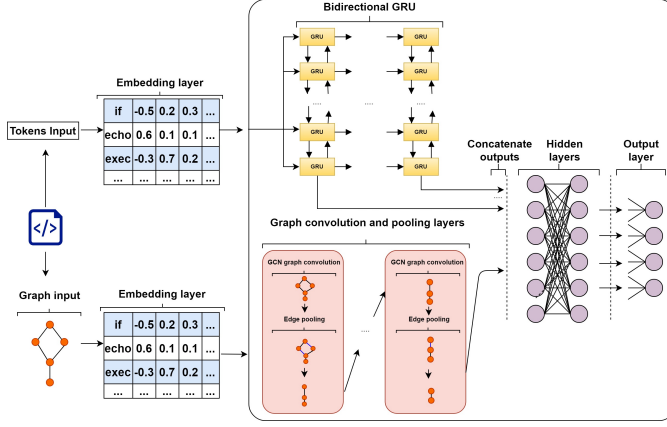 Bidirectional GRU
GRU GRU
GRU GRU
.... ....
GRU GRU
GRU GRU
Embedding layer
if -0.5 0.2 0.3 ...
echo 0.6 0.1 0.1 ...
exec -0.3 0.7 0.2 ...
... ... ... ... ...
Tokens Input
</>
Concatenate
outputs
Hidden
layers
Output
layer
....
Graph convolution and pooling layers
GCN graph convolution
Edge pooling
....
GCN graph convolution
Edge pooling
Graph input
Embedding layer
if -0.5 0.2 0.3 ...
echo 0.6 0.1 0.1 ...
exec -0.3 0.7 0.2 ...
... ... ... ... ...